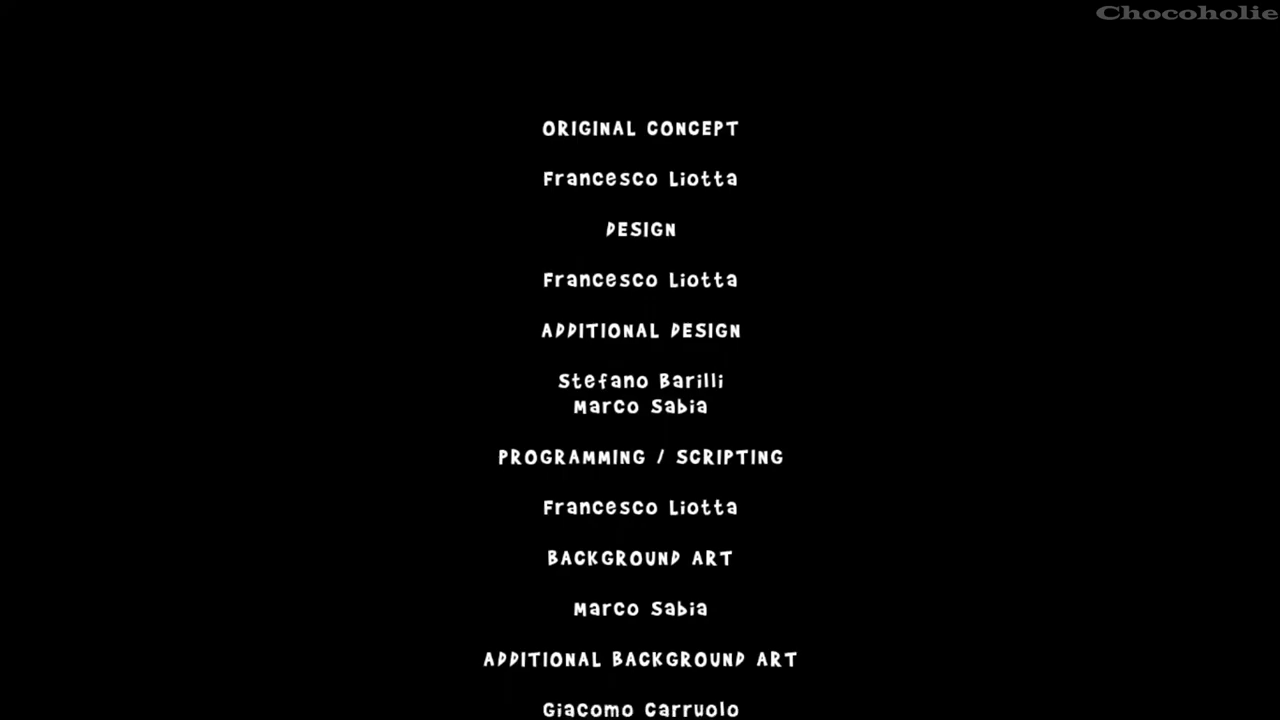 Chocoholie
ORIGINAL CONCEPT
Francesco Liotta
DESIGN
Francesco Liotta
ADDITIONAL DESIGN
Stefano Barilli
Marco Sabia
PROGRAMMING / SCRIPTING
Francesco Liotta
BACKGROUND ART
Marco Sabia
ADDITIONAL BACKGROUND ART
Giacomo Carruolo